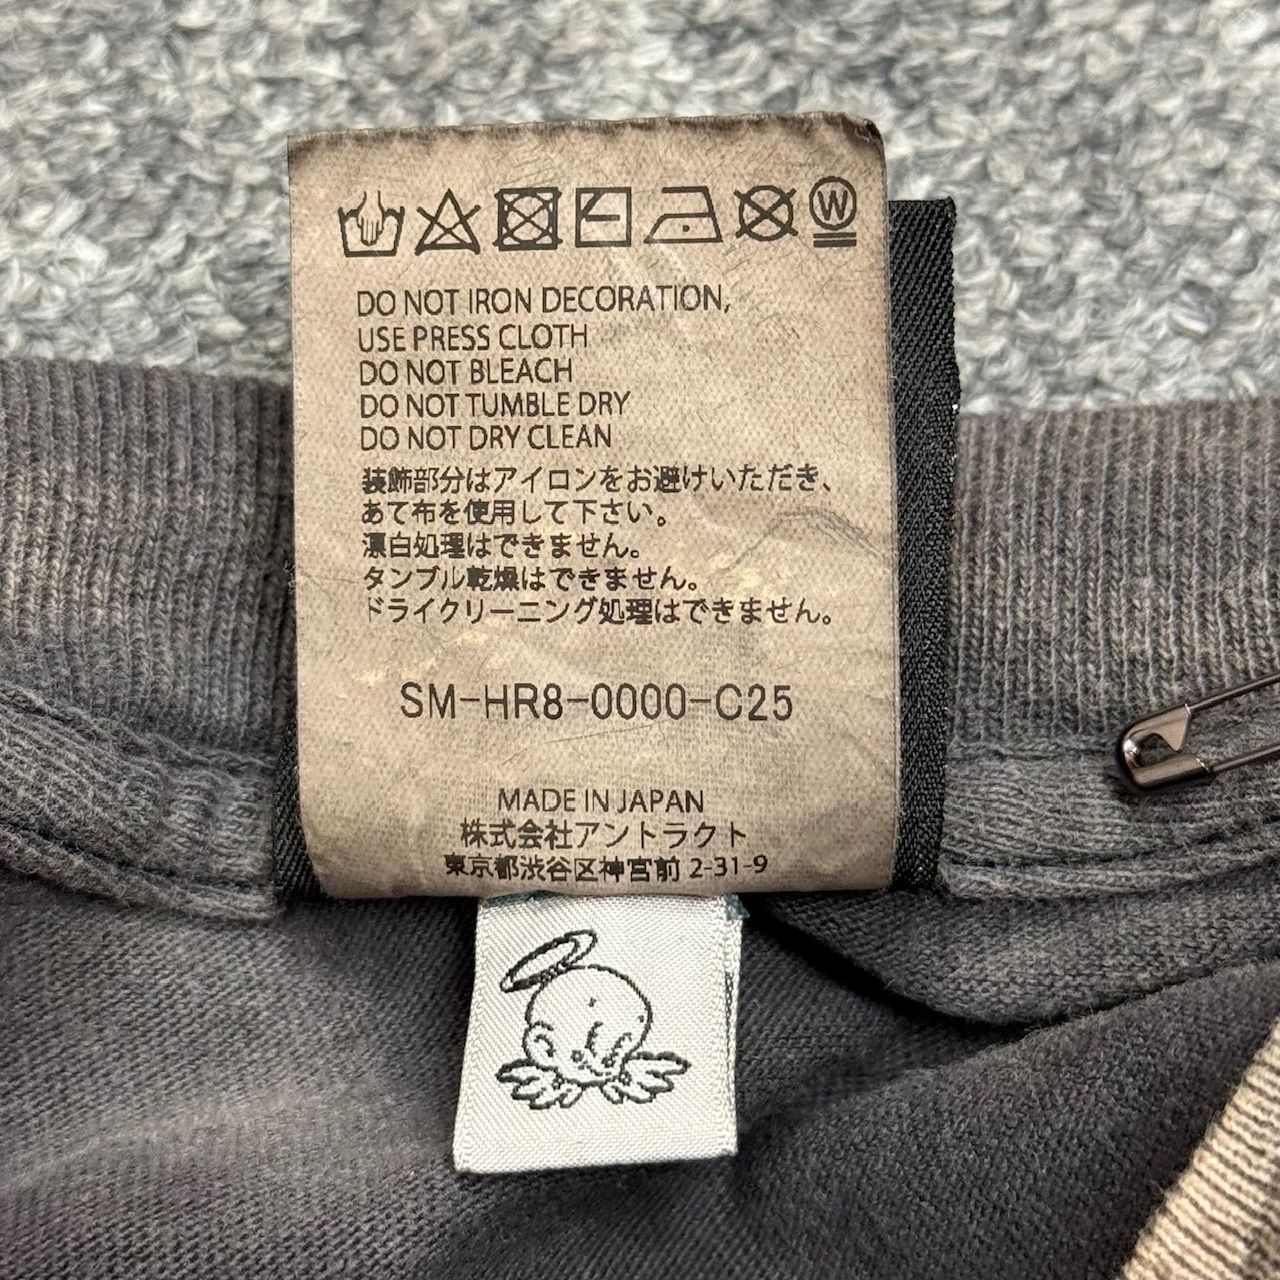 W
DO NOT IRON DECORATION,
USE PRESS CLOTH
DO NOT BLEACH
DO NOT TUMBLE DRY
DO NOT DRY CLEAN
装飾部分はアイロンをお避けいただき、
あて布を使用して下さい。
漂白処理はできません。
タンブル乾燥はできません。
ドライクリーニング処理はできません。
SM-HR8-0000-C25
MADE IN JAPAN
株式会社アントラクト
東京都渋谷区神宮前 2-31-9